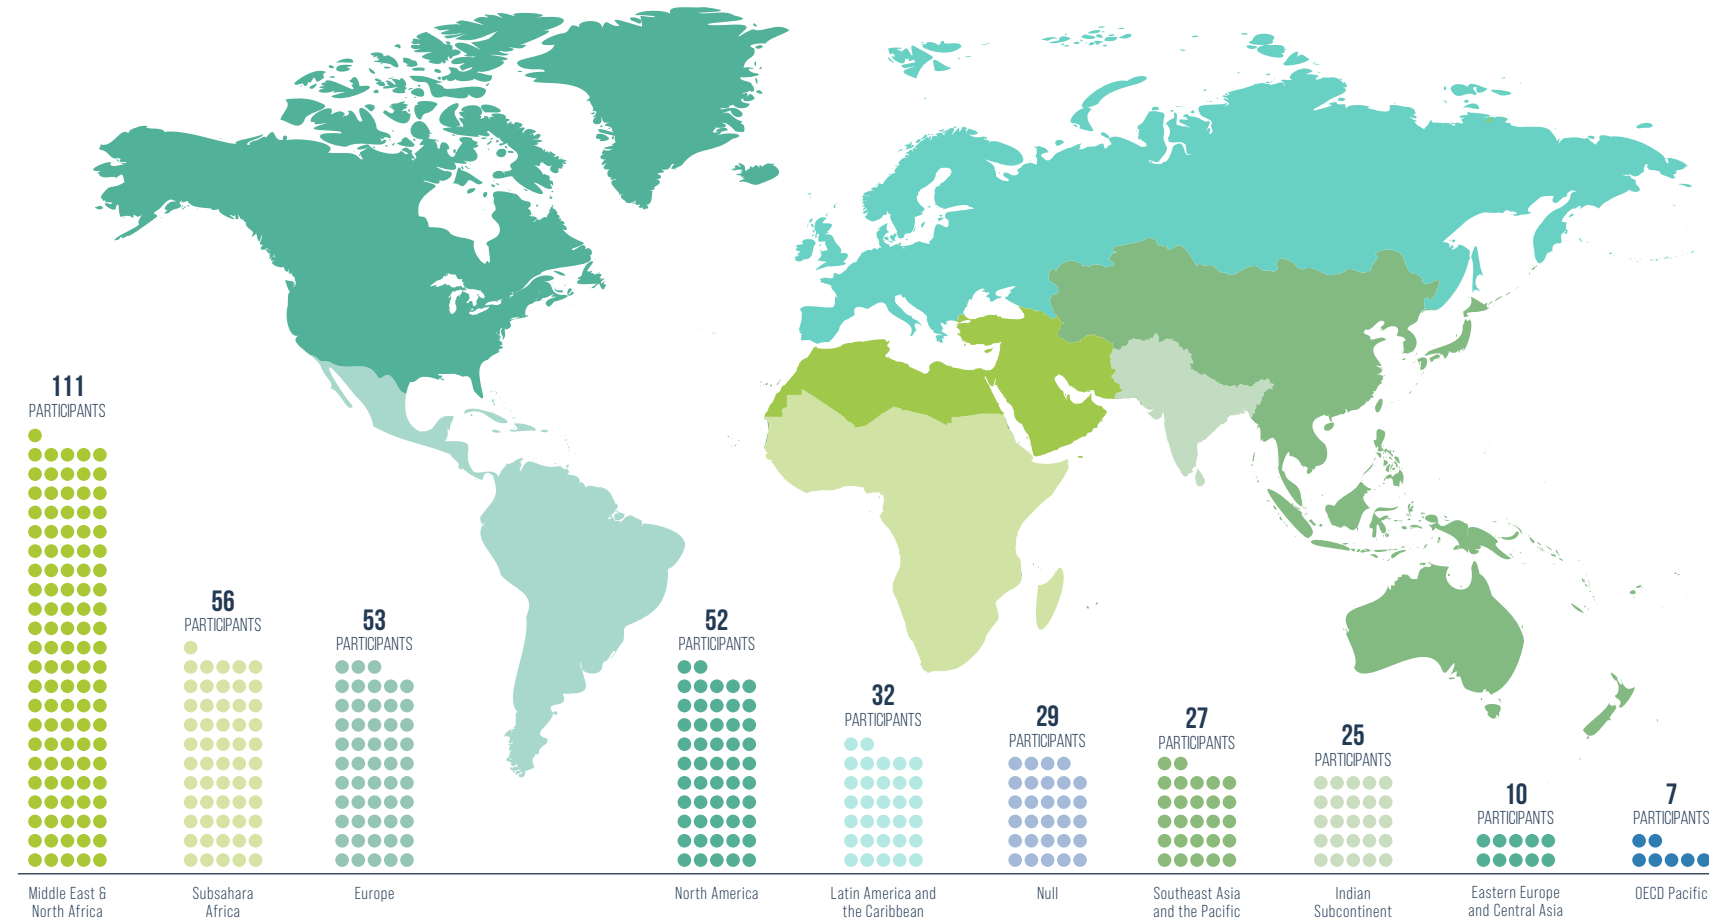 111
PARTICIPANTS
56
PARTICIPANTS
53
PARTICIPANTS
52
PARTICIPANTS
32
PARTICIPANTS
29
PARTICIPANTS
27
PARTICIPANTS
25
PARTICIPANTS
10
PARTICIPANTS
7
PARTICIPANTS
Middle East &
North Africa
Subsahara
Africa
Europe
North America
Latin America and
the Caribbean
Null
Southeast Asia
and the Pacific
Indian
Subcontinent
Eastern Europe
and Central Asia
OECD Pacific